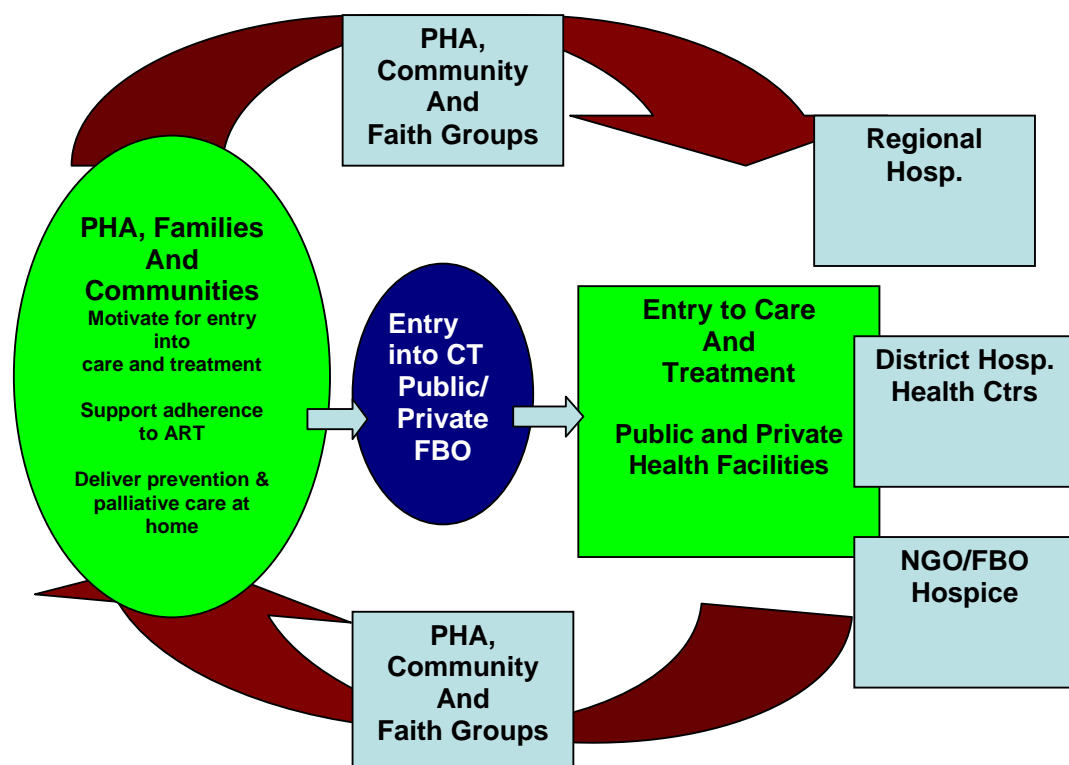 PHA,
Community
And
Faith Groups
Regional
Hosp.
PHA, Families
And
Communities
Motivate for entry
into
care and treatment
Support adherence
to ART
Deliver prevention &
palliative care at
home
Entry
into CT
Public/
Private
FBO
Entry to Care
And
Treatment
Public and Private
Health Facilities
District Hosp.
Health Ctrs
NGO/FBO
Hospice
PHA,
Community
And
Faith Groups